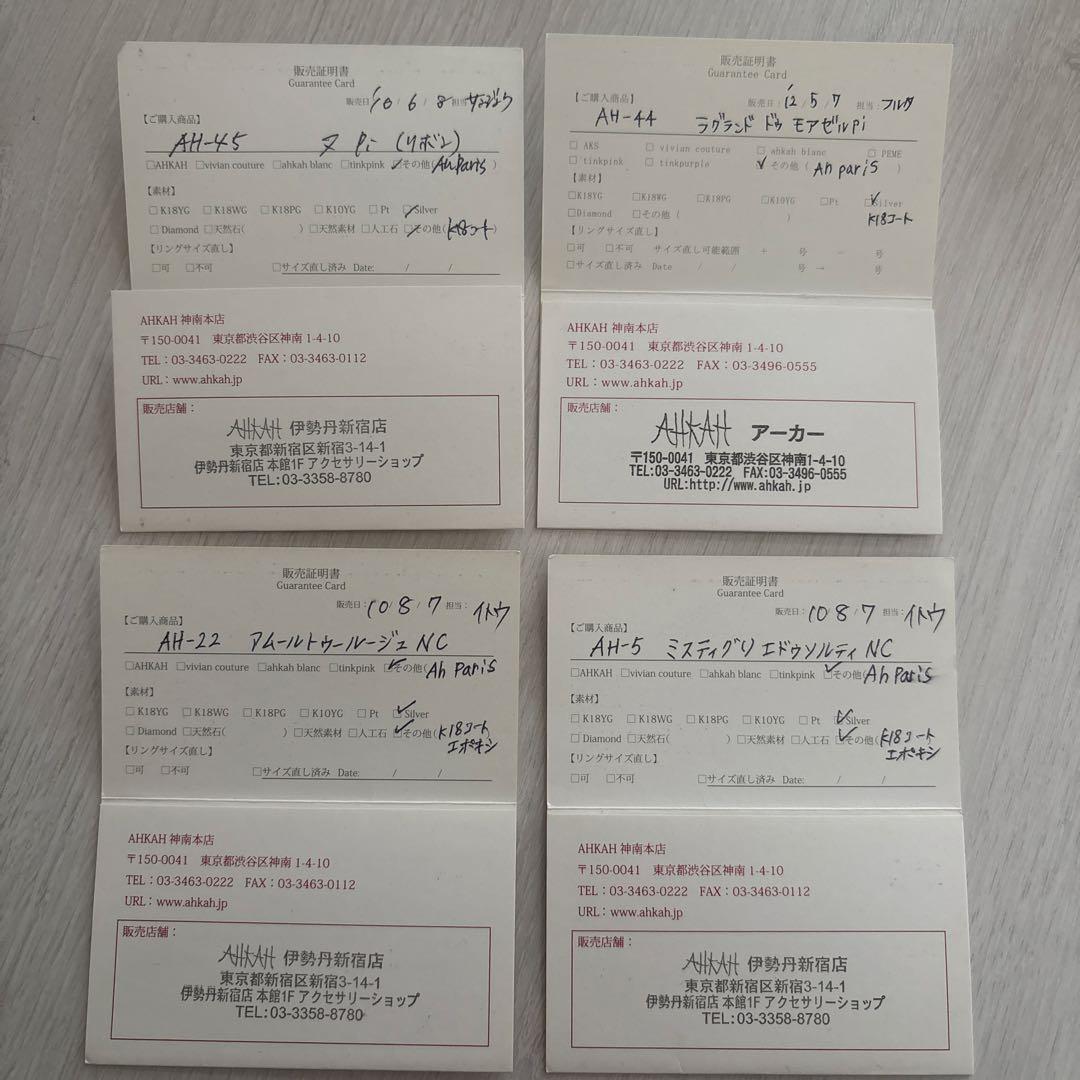 販売証明書
Guarantee Card
販売日 '10 / 6 / 8 担当
【ご購入商品】
AH-45 ヌ Pi (リボン)
□AHKAH □vivian couture □ahkah blanc □tinkpink ☑その他(Ah paris)
【素材】
□K18YG □K18WG □K18PG □K10YG □Pt ☑Silver
□Diamond □天然石( ) □天然素材 □人工石 ☑その他(K18コート)
【リングサイズ直し】
□可 □不可 □サイズ直し済み Date: / /
AHKAH 神南本店
〒150-0041 東京都渋谷区神南 1-4-10
TEL：03-3463-0222 FAX：03-3463-0112
URL：www.ahkah.jp
販売店舗：
AHKAH 伊勢丹新宿店
東京都新宿区新宿3-14-1
伊勢丹新宿店 本館1F アクセサリーショップ
TEL:03-3358-8780
販売証明書
Guarantee Card
販売日：'12 / 5 / 7 担当：フルタ
【ご購入商品】
AH-44 ラグランド ドゥ モアゼル Pi
□ AKS □ vivian couture □ ahkah blanc □ PEME
□ tinkpink □ tinkpurple ☑ その他 ( Ah paris )
【素材】
□K18YG □K18WG □K18PG □K10YG □Pt ☑Silver
□Diamond □その他 ( ) K18コート
【リングサイズ直し】
□可 □不可 サイズ直し可能範囲 + 号 － 号
□サイズ直し済み Date / / 号 → 号
AHKAH 神南本店
〒150-0041 東京都渋谷区神南 1-4-10
TEL：03-3463-0222 FAX：03-3496-0555
URL：www.ahkah.jp
販売店舗：
AHKAH アーカー
〒150-0041 東京都渋谷区神南1-4-10
TEL:03-3463-0222 FAX:03-3496-0555
URL:http://www.ahkah.jp
販売証明書
Guarantee Card
販売日：10 / 8 / 7 担当：イトウ
【ご購入商品】
AH-22 アムールトゥールージュ NC
□AHKAH □vivian couture □ahkah blanc □tinkpink ☑その他(Ah paris
【素材】
□K18YG □K18WG □K18PG □K10YG □Pt ☑Silver
□Diamond □天然石( ) □天然素材 □人工石 ☑その他(K18コート
エポキシ
【リングサイズ直し】
□可 □不可 □サイズ直し済み Date: / /
AHKAH 神南本店
〒150-0041 東京都渋谷区神南 1-4-10
TEL：03-3463-0222 FAX：03-3463-0112
URL：www.ahkah.jp
販売店舗：
AHKAH 伊勢丹新宿店
東京都新宿区新宿3-14-1
伊勢丹新宿店 本館1F アクセサリーショップ
TEL:03-3358-8780
販売証明書
Guarantee Card
販売日：10 / 8 / 7 担当：イトウ
【ご購入商品】
AH-5 ミスティグリ エドゥソルティ NC
□AHKAH □vivian couture □ahkah blanc □tinkpink ☑その他(Ah paris
【素材】
□K18YG □K18WG □K18PG □K10YG □Pt ☑Silver
□Diamond □天然石( ) □天然素材 □人工石 ☑その他(K18コート
エポキシ
【リングサイズ直し】
□可 □不可 □サイズ直し済み Date: / /
AHKAH 神南本店
〒150-0041 東京都渋谷区神南 1-4-10
TEL：03-3463-0222 FAX：03-3463-0112
URL：www.ahkah.jp
販売店舗：
AHKAH 伊勢丹新宿店
東京都新宿区新宿3-14-1
伊勢丹新宿店 本館1F アクセサリーショップ
TEL:03-3358-8780